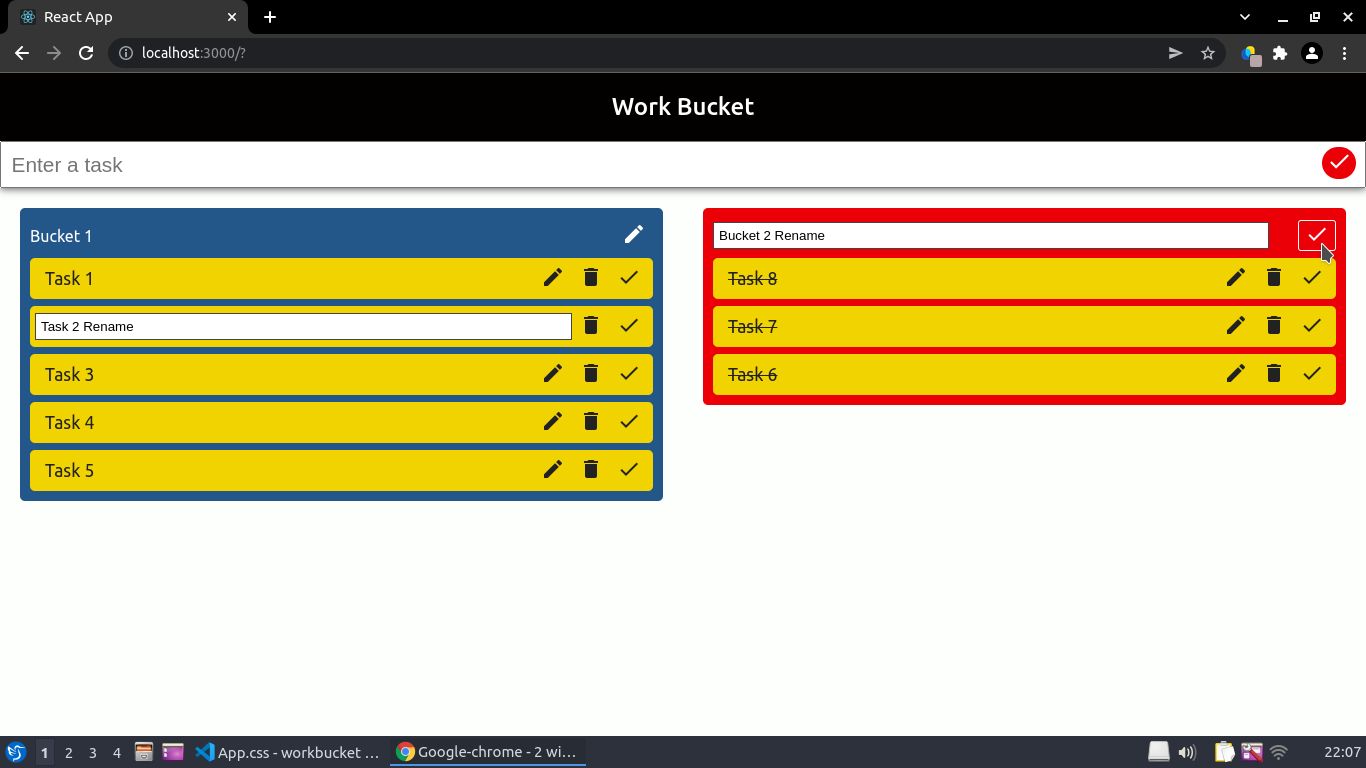 React App
localhost:3000/?
Work Bucket
Enter a task
Bucket 1
Task 1
Task 2 Rename
Task 3
Task 4
Task 5
Bucket 2 Rename
Task 8
Task 7
Task 6
1 2 3 4 App.css - workbucket ... Google-chrome - 2 wi... 22:07